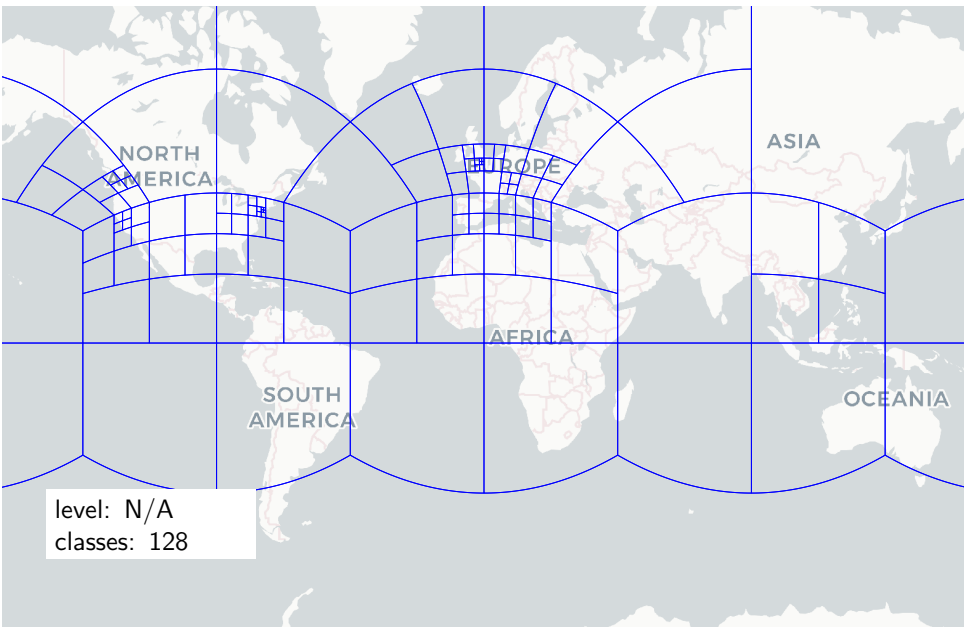 ASIA
NORTH
AMERICA
EUROPE
AFRICA
SOUTH
AMERICA
OCEANIA
level: N/A
classes: 128